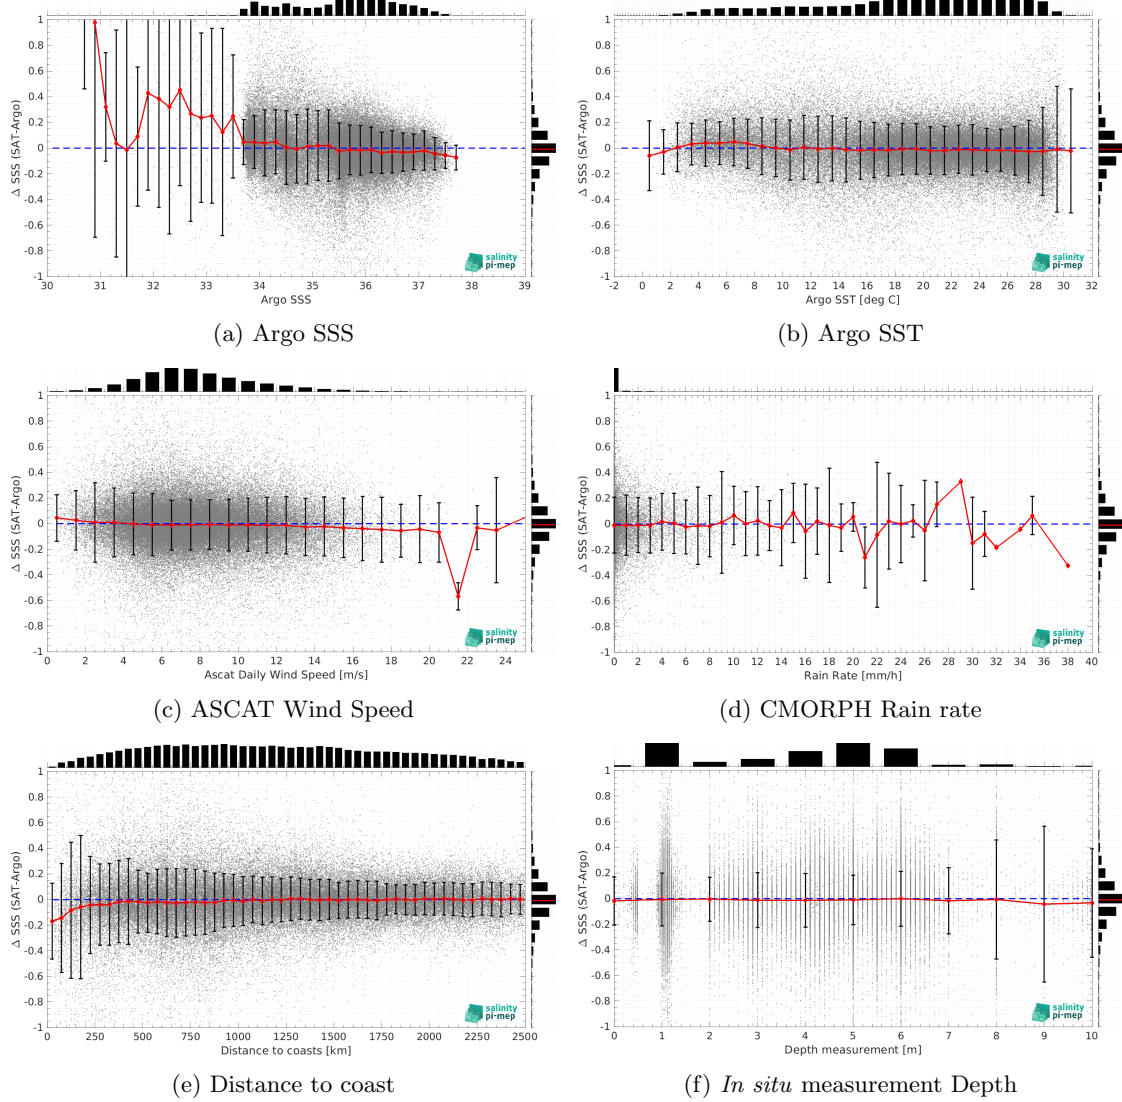 1
0.8
0.6
0.4
0.2
0
-0.2
-0.4
-0.6
-0.8
-1
Δ SSS (SAT-Argo)
30 31 32 33 34 35 36 37 38 39
Argo SSS
salinity
pi-mep
(a) Argo SSS
1
0.8
0.6
0.4
0.2
0
-0.2
-0.4
-0.6
-0.8
-1
Δ SSS (SAT-Argo)
-2 0 2 4 6 8 10 12 14 16 18 20 22 24 26 28 30 32
Argo SST [deg C]
salinity
pi-mep
(b) Argo SST
1
0.8
0.6
0.4
0.2
0
-0.2
-0.4
-0.6
-0.8
-1
Δ SSS (SAT-Argo)
0 2 4 6 8 10 12 14 16 18 20 22 24
Ascat Daily Wind Speed [m/s]
salinity
pi-mep
(c) ASCAT Wind Speed
1
0.8
0.6
0.4
0.2
0
-0.2
-0.4
-0.6
-0.8
-1
Δ SSS (SAT-Argo)
0 2 4 6 8 10 12 14 16 18 20 22 24 26 28 30 32 34 36 38 40
Rain Rate [mm/h]
salinity
pi-mep
(d) CMORPH Rain rate
1
0.8
0.6
0.4
0.2
0
-0.2
-0.4
-0.6
-0.8
-1
Δ SSS (SAT-Argo)
0 250 500 750 1000 1250 1500 1750 2000 2250 2500
Distance to coasts [km]
salinity
pi-mep
(e) Distance to coast
1
0.8
0.6
0.4
0.2
0
-0.2
-0.4
-0.6
-0.8
-1
Δ SSS (SAT-Argo)
0 1 2 3 4 5 6 7 8 9 10
Depth measurement [m]
salinity
pi-mep
(f) In situ measurement Depth